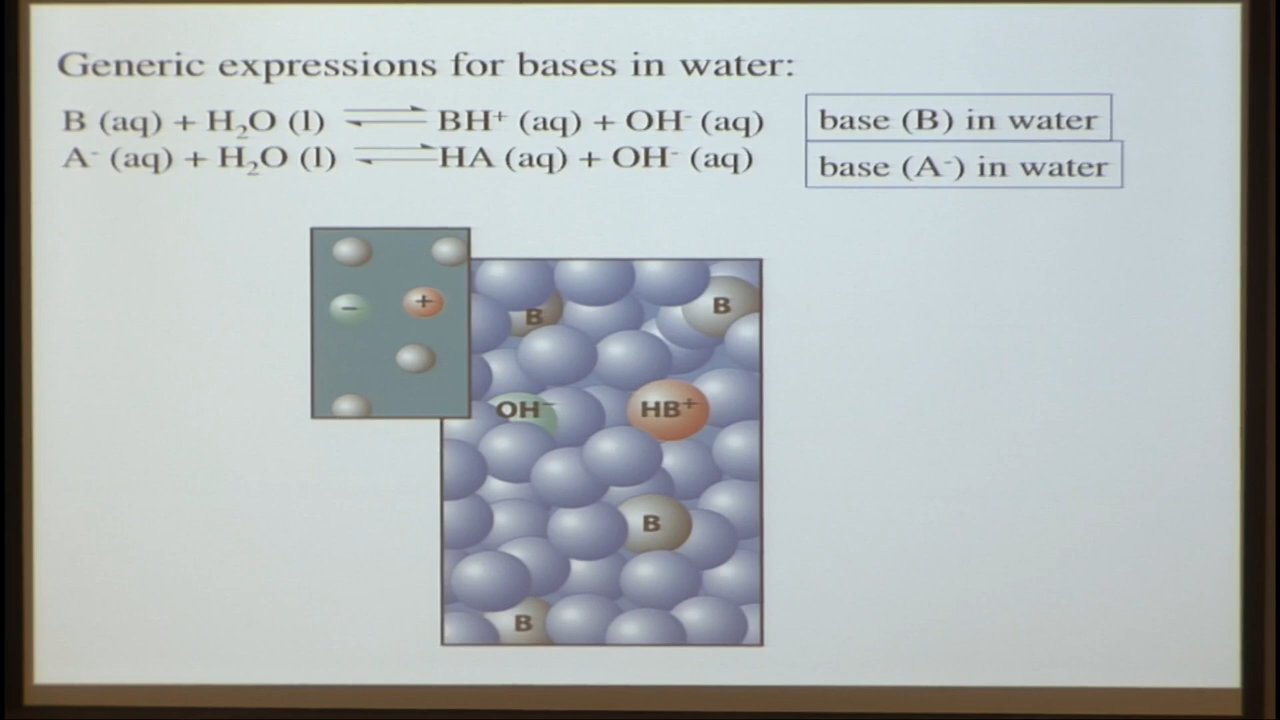 Generic expressions for bases in water:
B (aq) + H₂O (l) ⇌ BH⁺ (aq) + OH⁻ (aq)
base (B) in water
A⁻ (aq) + H₂O (l) ⇌ HA (aq) + OH⁻ (aq)
base (A⁻) in water
− +
B
B
OH⁻
HB⁺
B
B